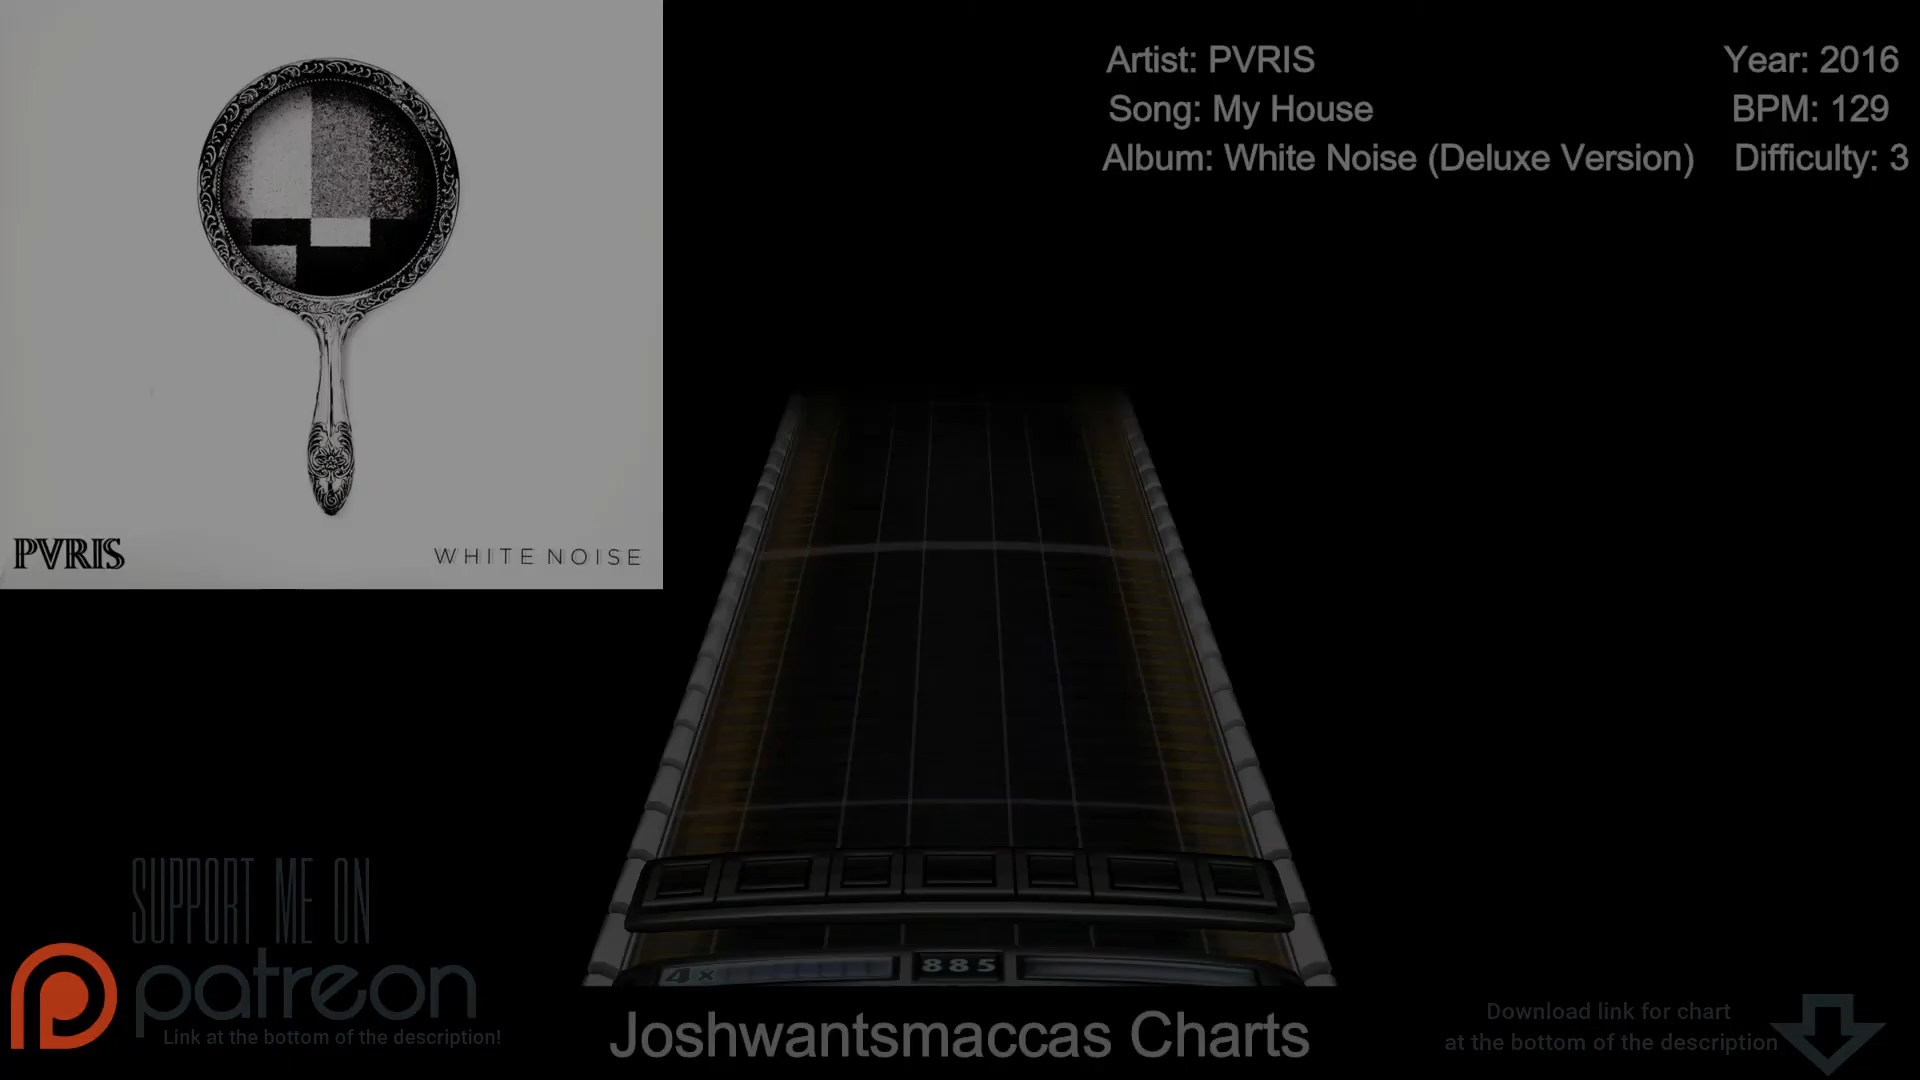 Artist: PVRIS
Song: My House
Album: White Noise (Deluxe Version)
Year: 2016
BPM: 129
Difficulty: 3
PVRIS
WHITE NOISE
4x
885
SUPPORT ME ON
patreon
Link at the bottom of the description!
Joshwantsmaccas Charts
Download link for chart
at the bottom of the description